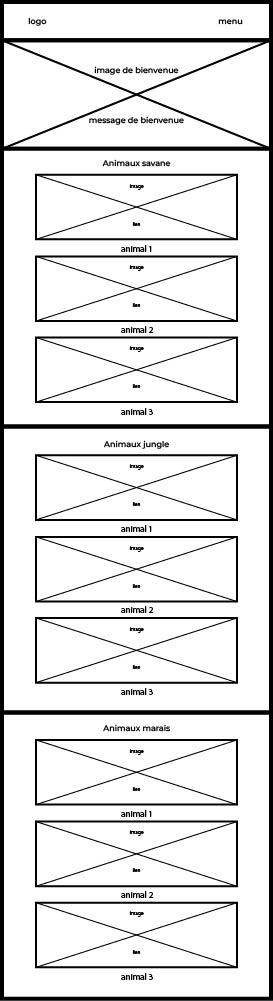 logo
menu
image de bienvenue
message de bienvenue
Animaux savane
image
lien
animal 1
image
lien
animal 2
image
lien
animal 3
Animaux jungle
image
lien
animal 1
image
lien
animal 2
image
lien
animal 3
Animaux marais
image
lien
animal 1
image
lien
animal 2
image
lien
animal 3